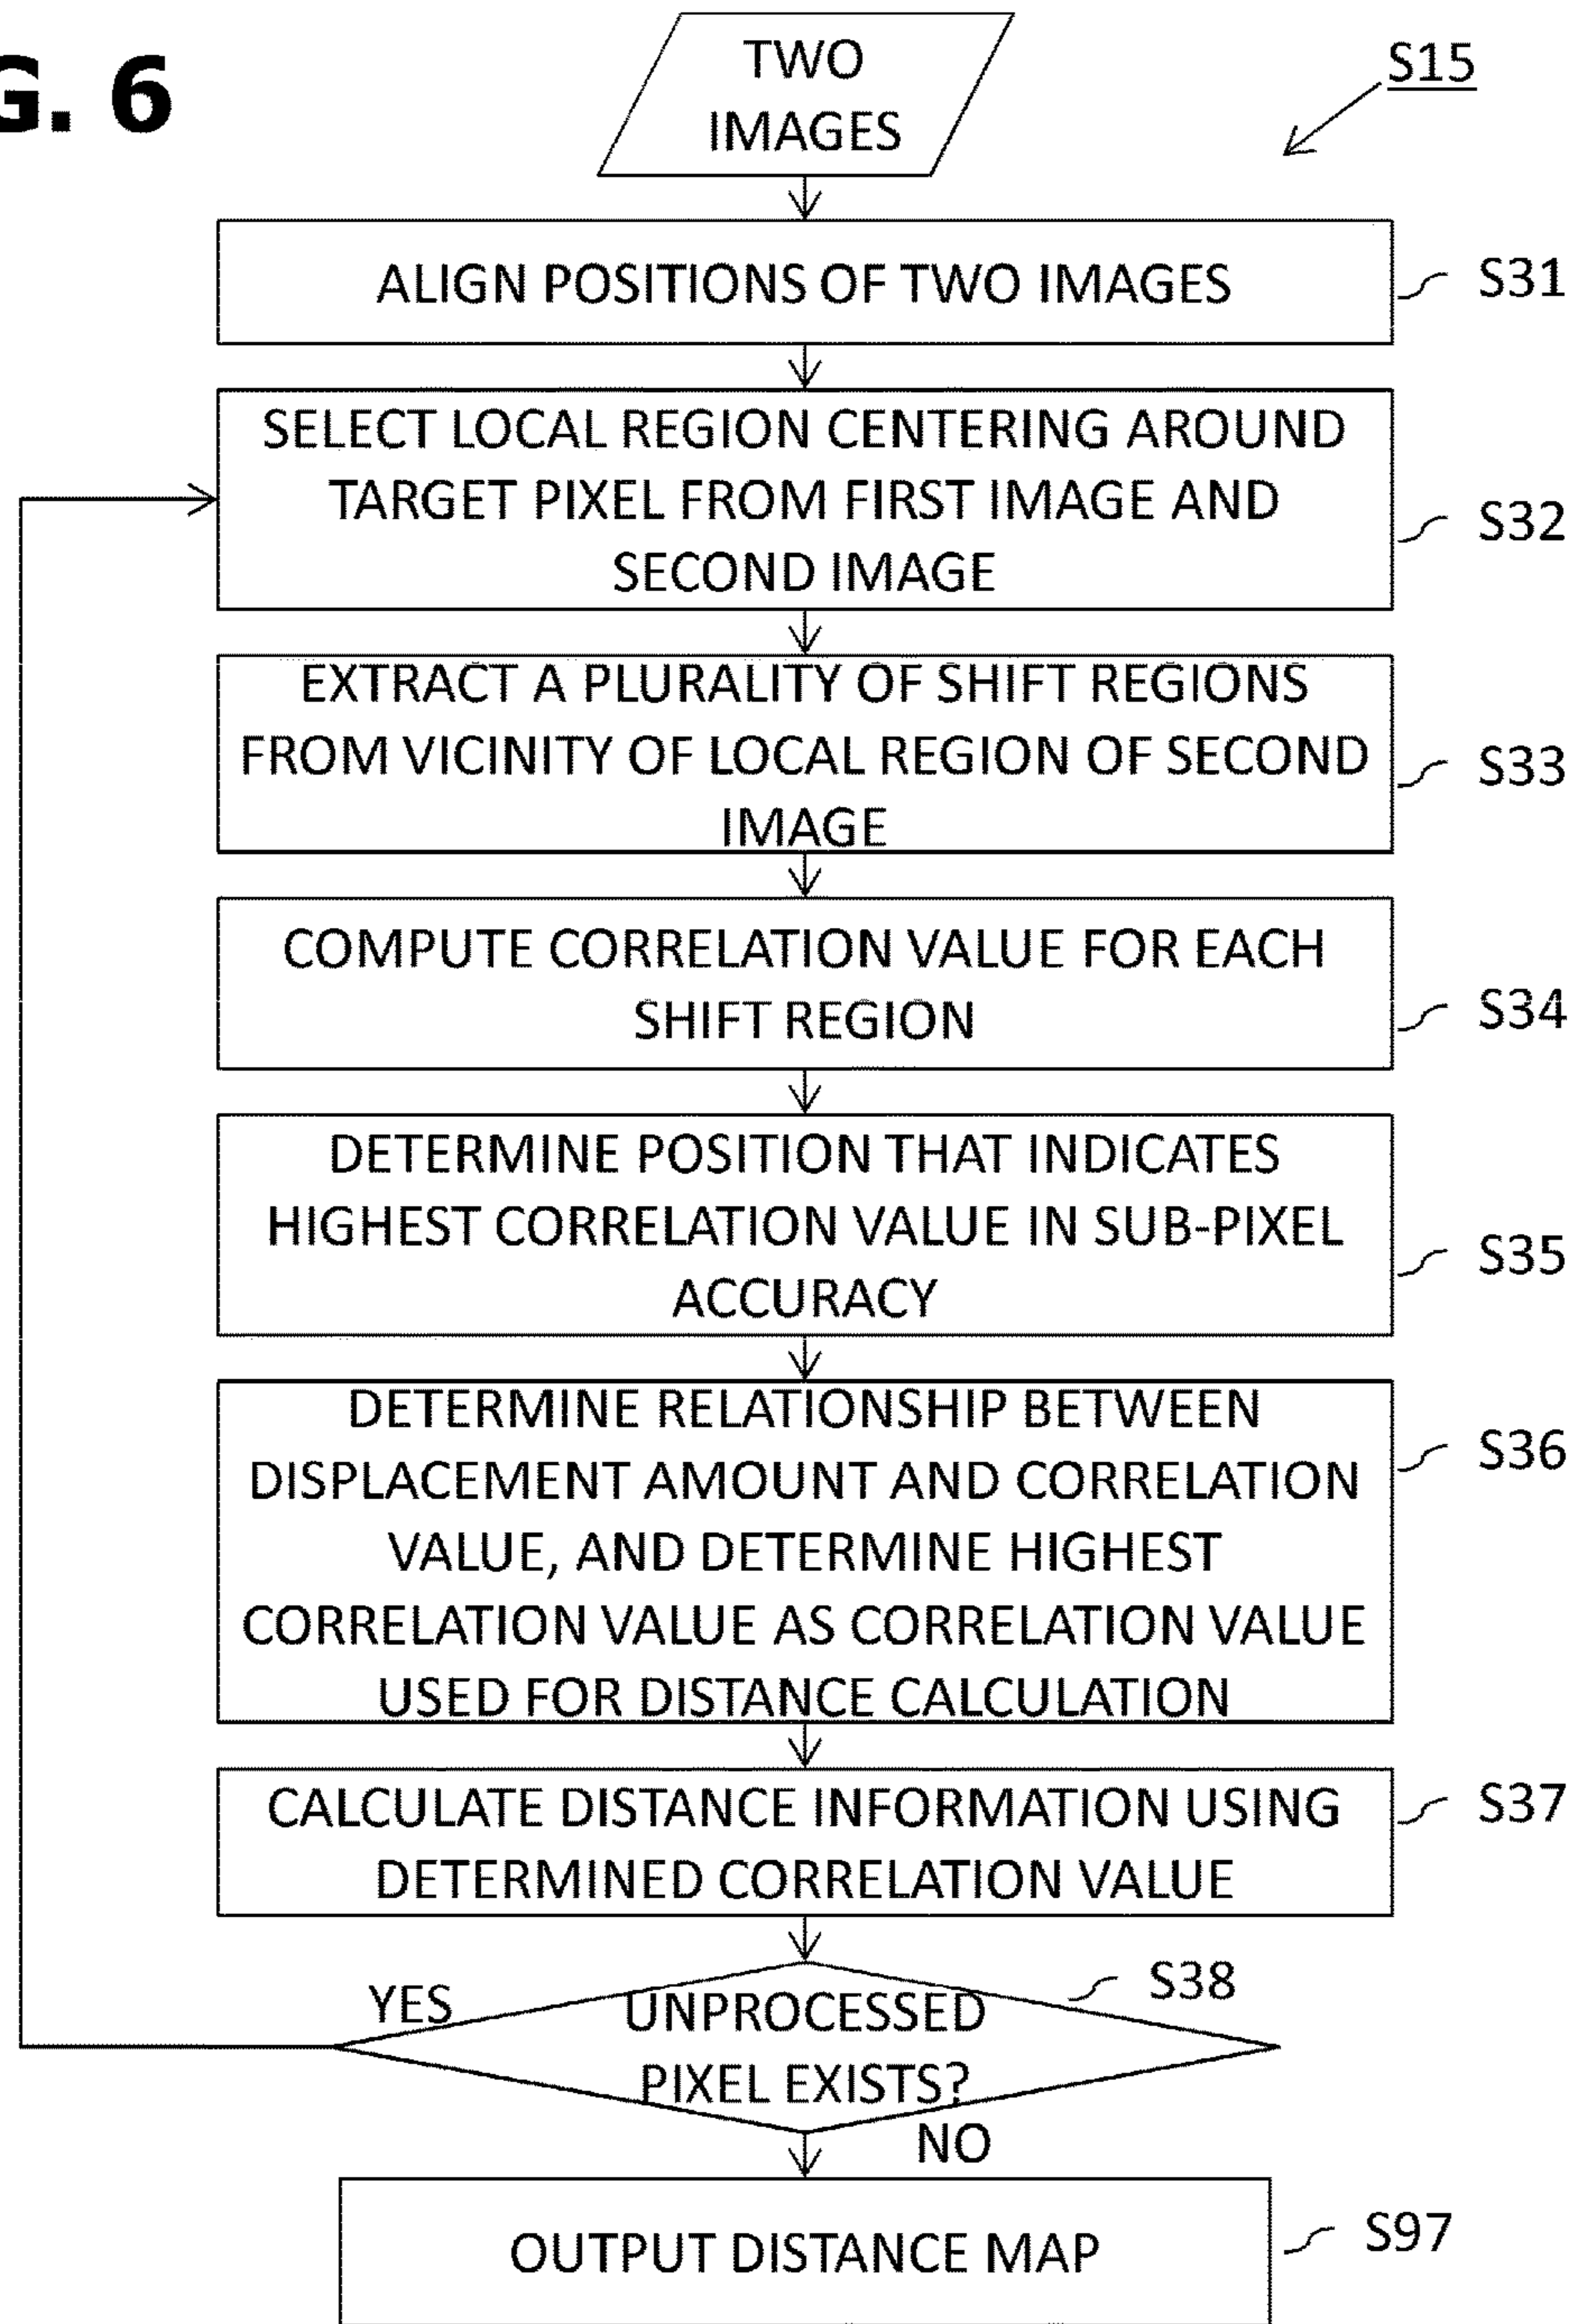 G. 6
TWO
IMAGES
S15
ALIGN POSITIONS OF TWO IMAGES
S31
SELECT LOCAL REGION CENTERING AROUND
TARGET PIXEL FROM FIRST IMAGE AND
SECOND IMAGE
S32
EXTRACT A PLURALITY OF SHIFT REGIONS
FROM VICINITY OF LOCAL REGION OF SECOND
IMAGE
S33
COMPUTE CORRELATION VALUE FOR EACH
SHIFT REGION
S34
DETERMINE POSITION THAT INDICATES
HIGHEST CORRELATION VALUE IN SUB-PIXEL
ACCURACY
S35
DETERMINE RELATIONSHIP BETWEEN
DISPLACEMENT AMOUNT AND CORRELATION
VALUE, AND DETERMINE HIGHEST
CORRELATION VALUE AS CORRELATION VALUE
USED FOR DISTANCE CALCULATION
S36
CALCULATE DISTANCE INFORMATION USING
DETERMINED CORRELATION VALUE
S37
YES
UNPROCESSED
PIXEL EXISTS?
S38
NO
OUTPUT DISTANCE MAP
S97